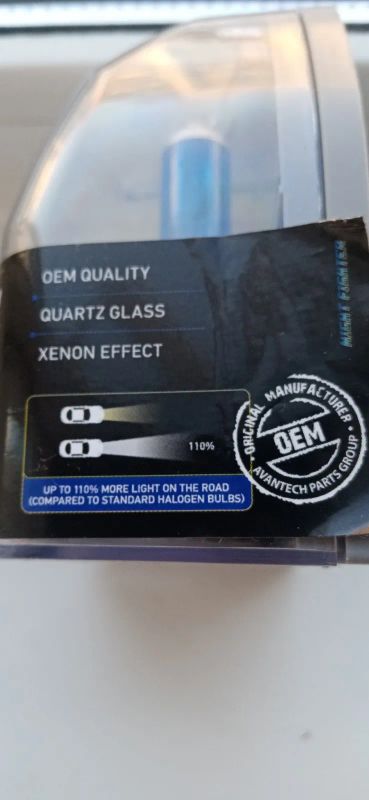 OEM QUALITY
QUARTZ GLASS
XENON EFFECT
110%
UP TO 110% MORE LIGHT ON THE ROAD
(COMPARED TO STANDARD HALOGEN BULBS)
ORIGINAL MANUFACTURER
OEM
AVANTECH PARTS GROUP